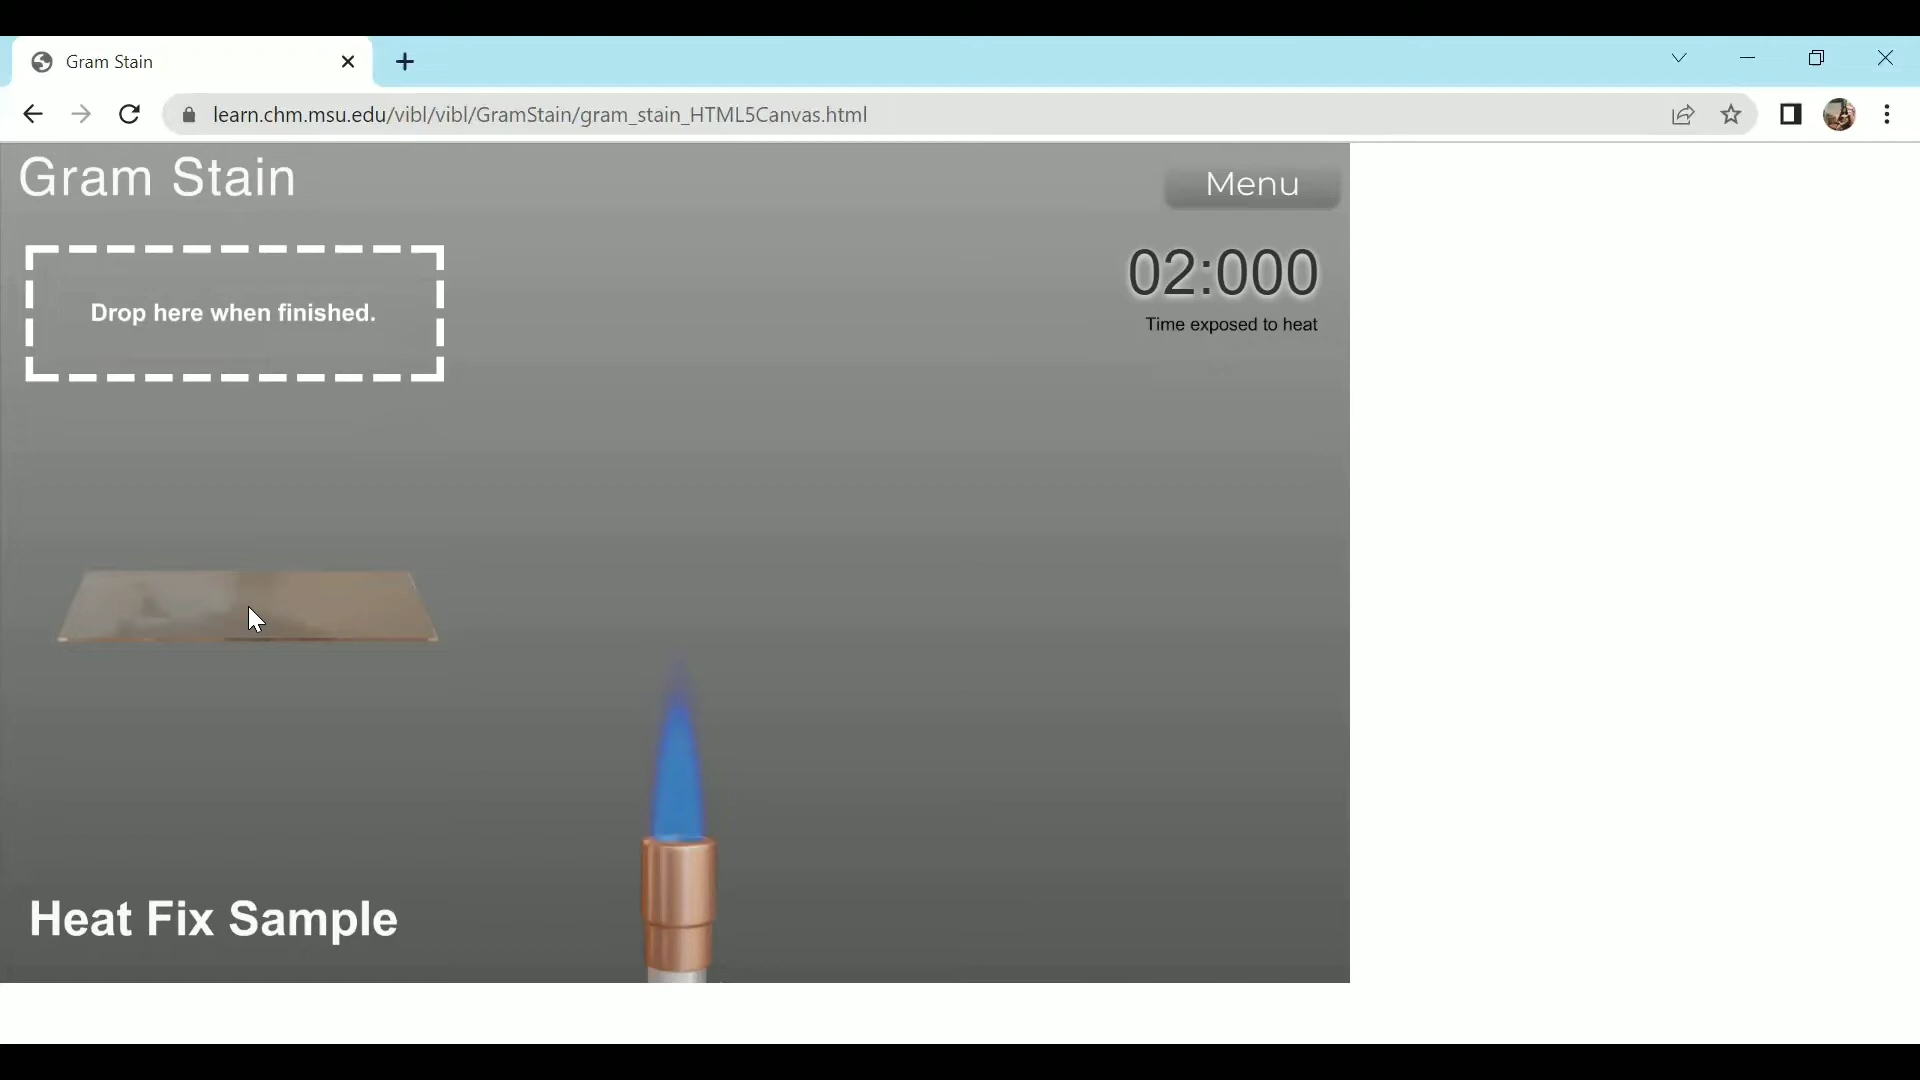 Gram Stain
learn.chm.msu.edu/vibl/vibl/GramStain/gram_stain_HTML5Canvas.html
Gram Stain
Menu
Drop here when finished.
02:000
Time exposed to heat
Heat Fix Sample